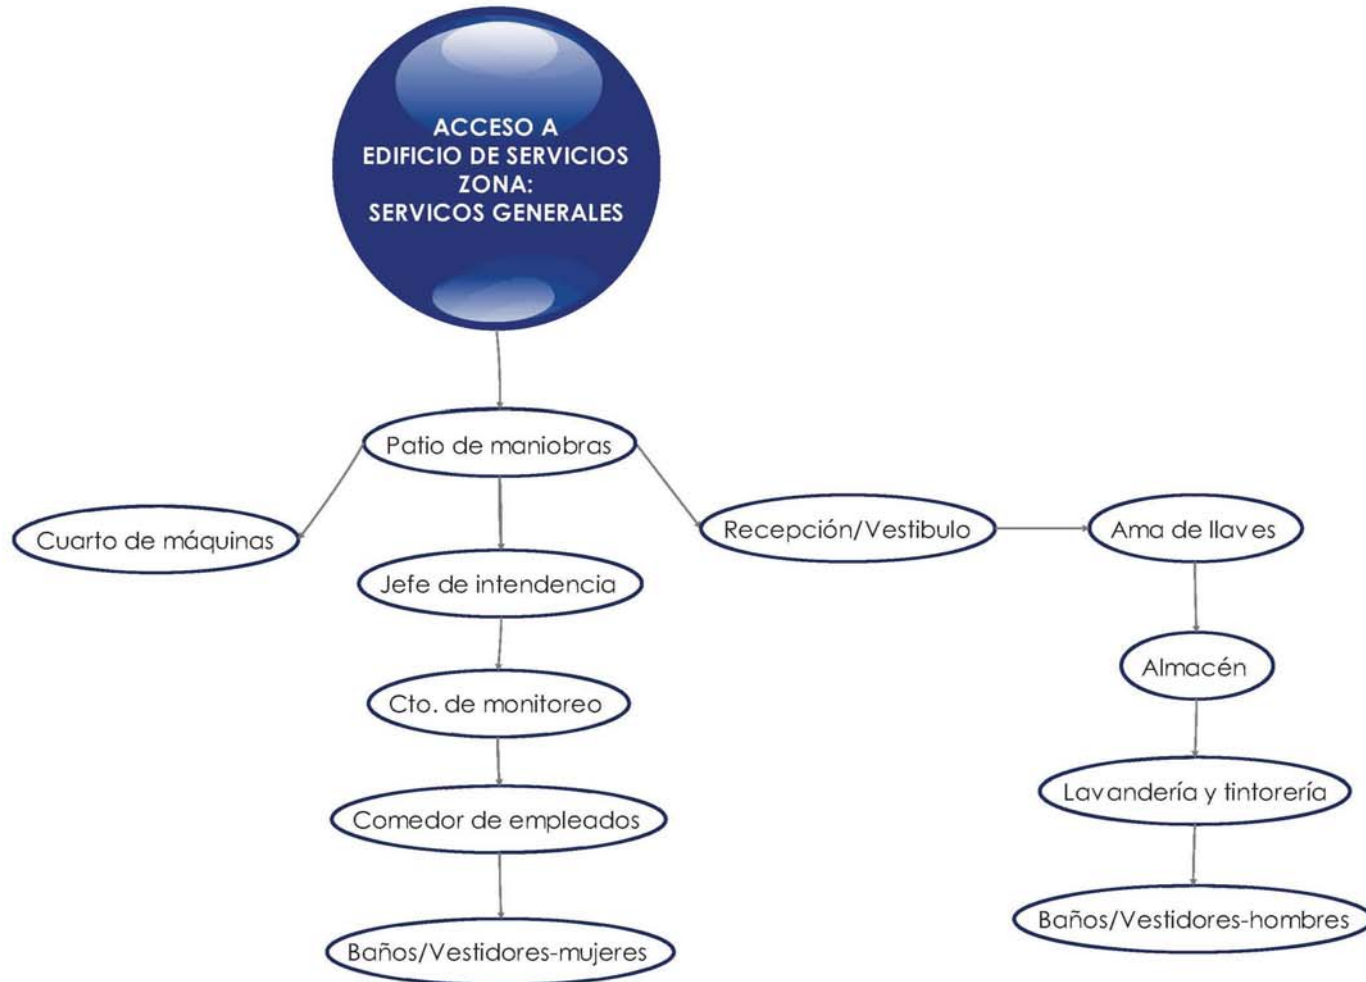 ACCESO A
EDIFICIO DE SERVICIOS
ZONA:
SERVICOS GENERALES
Patio de maniobras
Cuarto de máquinas
Recepción/Vestibulo
Ama de llaves
Jefe de intendencia
Almacén
Cto. de monitoreo
Lavandería y tintorería
Comedor de empleados
Baños/Vestidores-hombres
Baños/Vestidores-mujeres